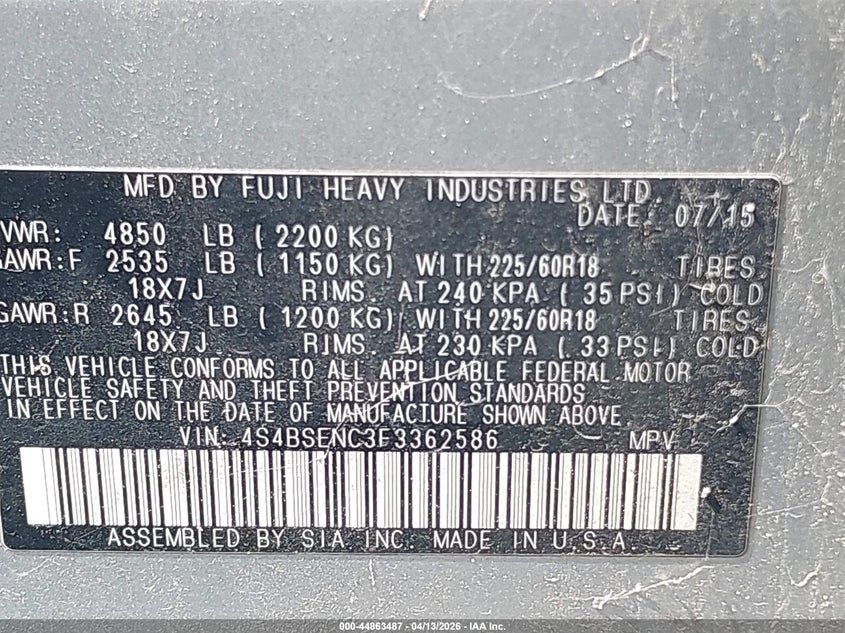 MFD BY FUJI HEAVY INDUSTRIES LTD.
DATE: 07/15
VWR: 4850 LB ( 2200 KG)
GAWR:F 2535 LB ( 1150 KG) WITH 225/60R18 TIRES
18X7J RIMS. AT 240 KPA ( 35 PSI) COLD
GAWR:R 2645 LB ( 1200 KG) WITH 225/60R18 TIRES
18X7J RIMS. AT 230 KPA ( 33 PSI) COLD
THIS VEHICLE CONFORMS TO ALL APPLICABLE FEDERAL MOTOR
VEHICLE SAFETY AND THEFT PREVENTION STANDARDS
IN EFFECT ON THE DATE OF MANUFACTURE SHOWN ABOVE
VIN: 4S4BSENC3F3362586 MPV
ASSEMBLED BY SIA INC. MADE IN U.S.A.
000-44863487 - 04/13/2026 - IAA Inc.